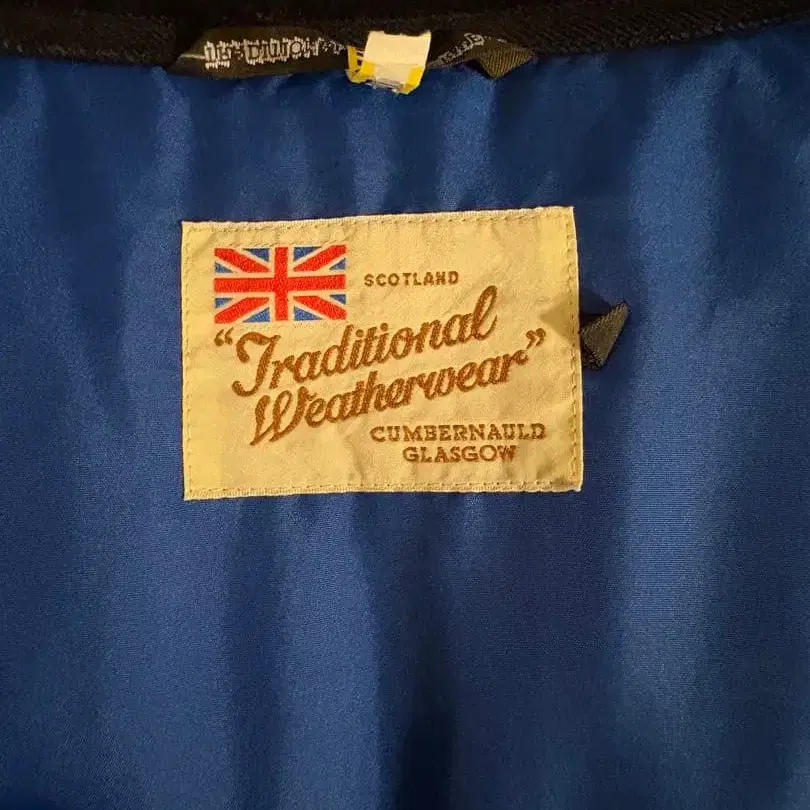 SCOTLAND
"Traditional
Weatherwear"
CUMBERNAULD
GLASGOW